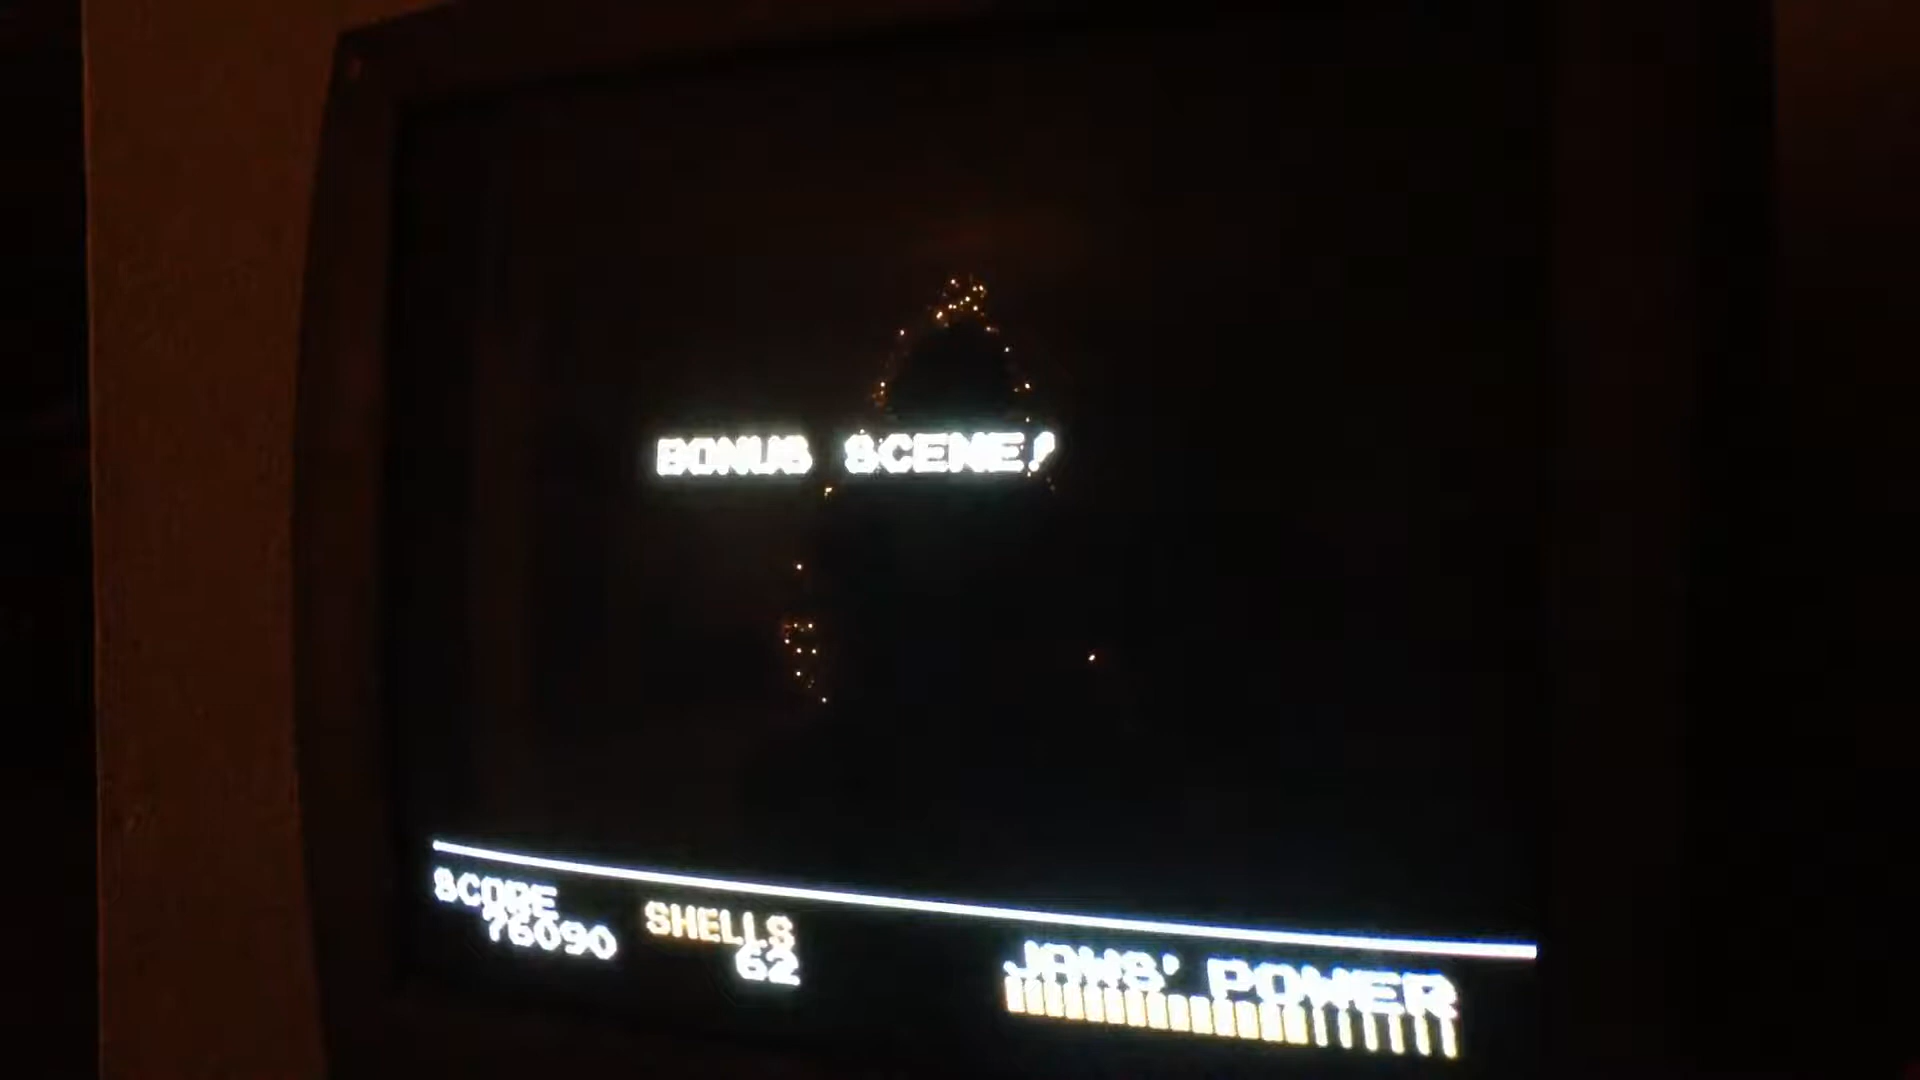 BONUS SCENE!
SCORE
76090
SHELLS
62
JAWS' POWER